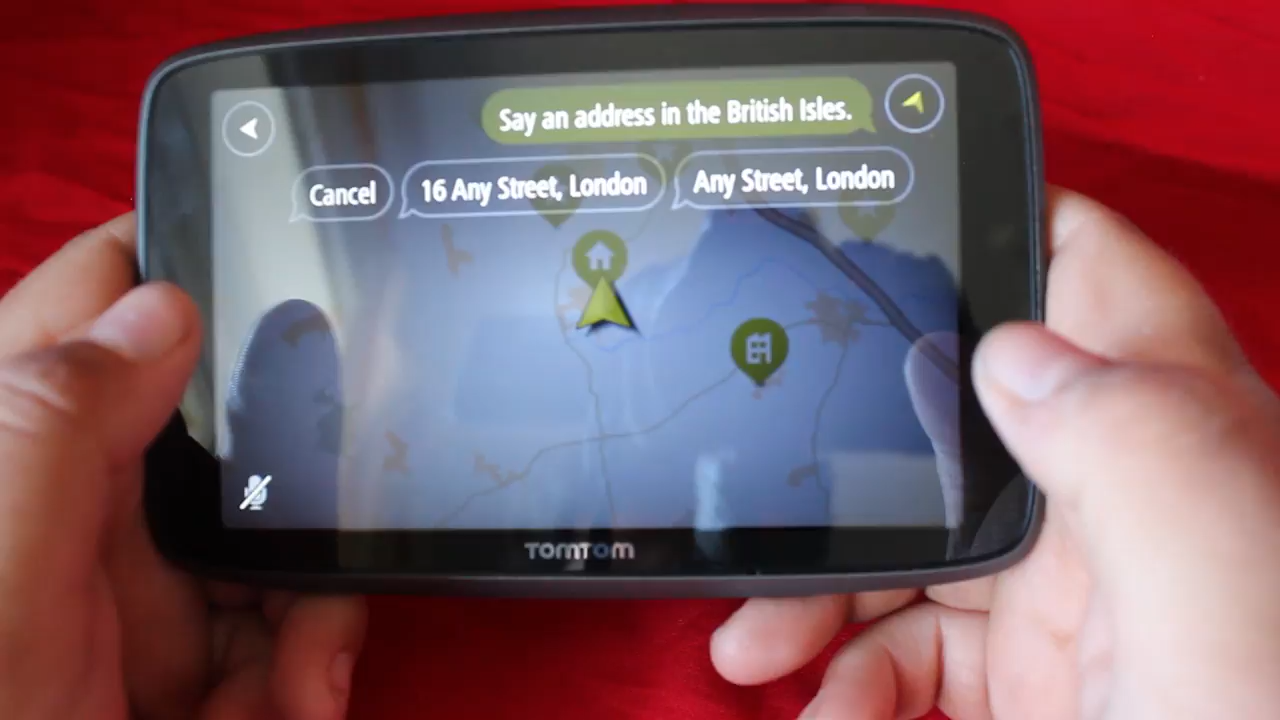 Say an address in the British Isles.
Cancel
16 Any Street, London
Any Street, London
TOMTOM